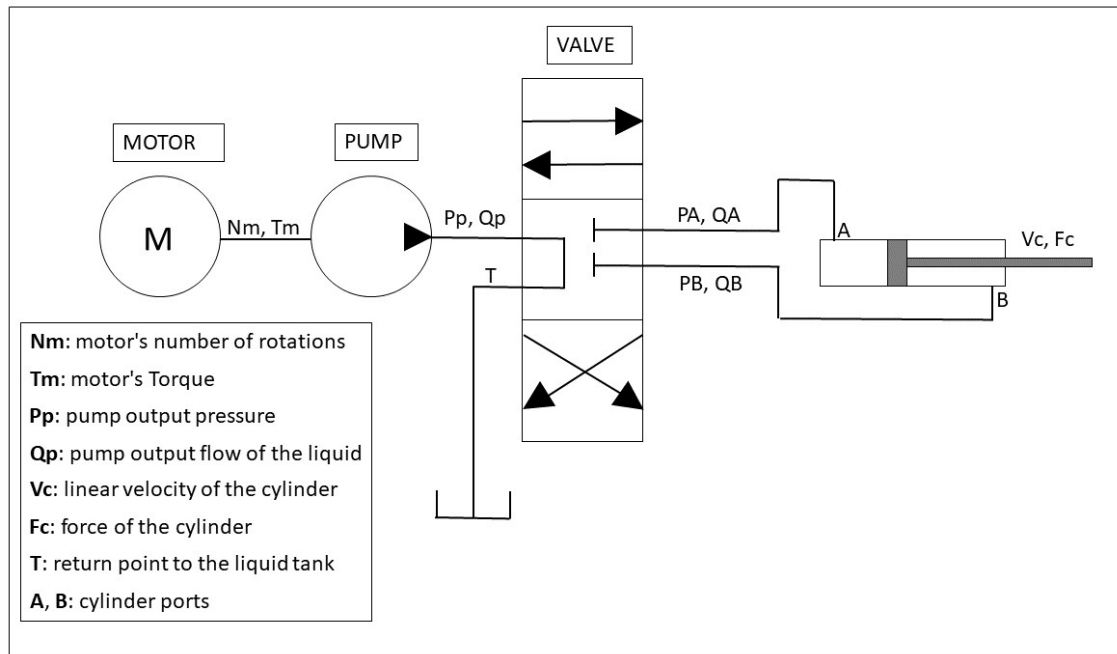 VALVE
MOTOR
PUMP
M
Nm, Tm
Pp, Qp
T
PA, QA
PB, QB
A
B
Vc, Fc
Nm: motor's number of rotations
Tm: motor's Torque
Pp: pump output pressure
Qp: pump output flow of the liquid
Vc: linear velocity of the cylinder
Fc: force of the cylinder
T: return point to the liquid tank
A, B: cylinder ports